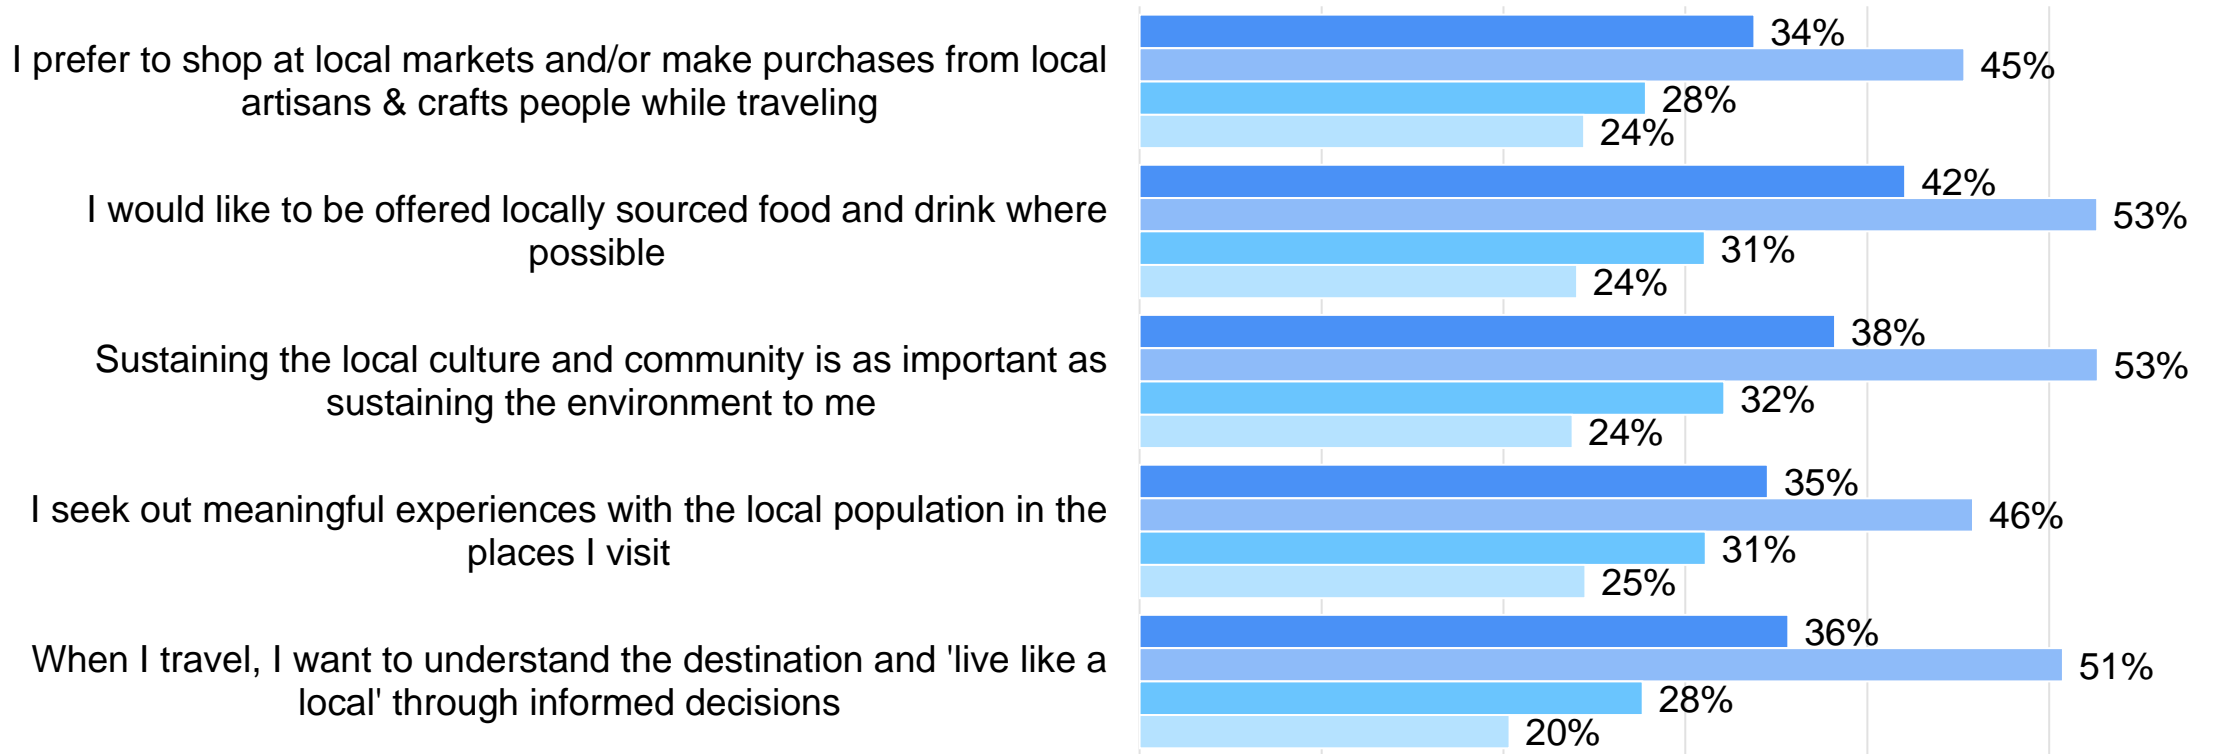 I prefer to shop at local markets and/or make purchases from local
artisans & crafts people while traveling
34%
45%
28%
24%
I would like to be offered locally sourced food and drink where
possible
42%
53%
31%
24%
Sustaining the local culture and community is as important as
sustaining the environment to me
38%
53%
32%
24%
I seek out meaningful experiences with the local population in the
places I visit
35%
46%
31%
25%
When I travel, I want to understand the destination and 'live like a
local' through informed decisions
36%
51%
28%
20%